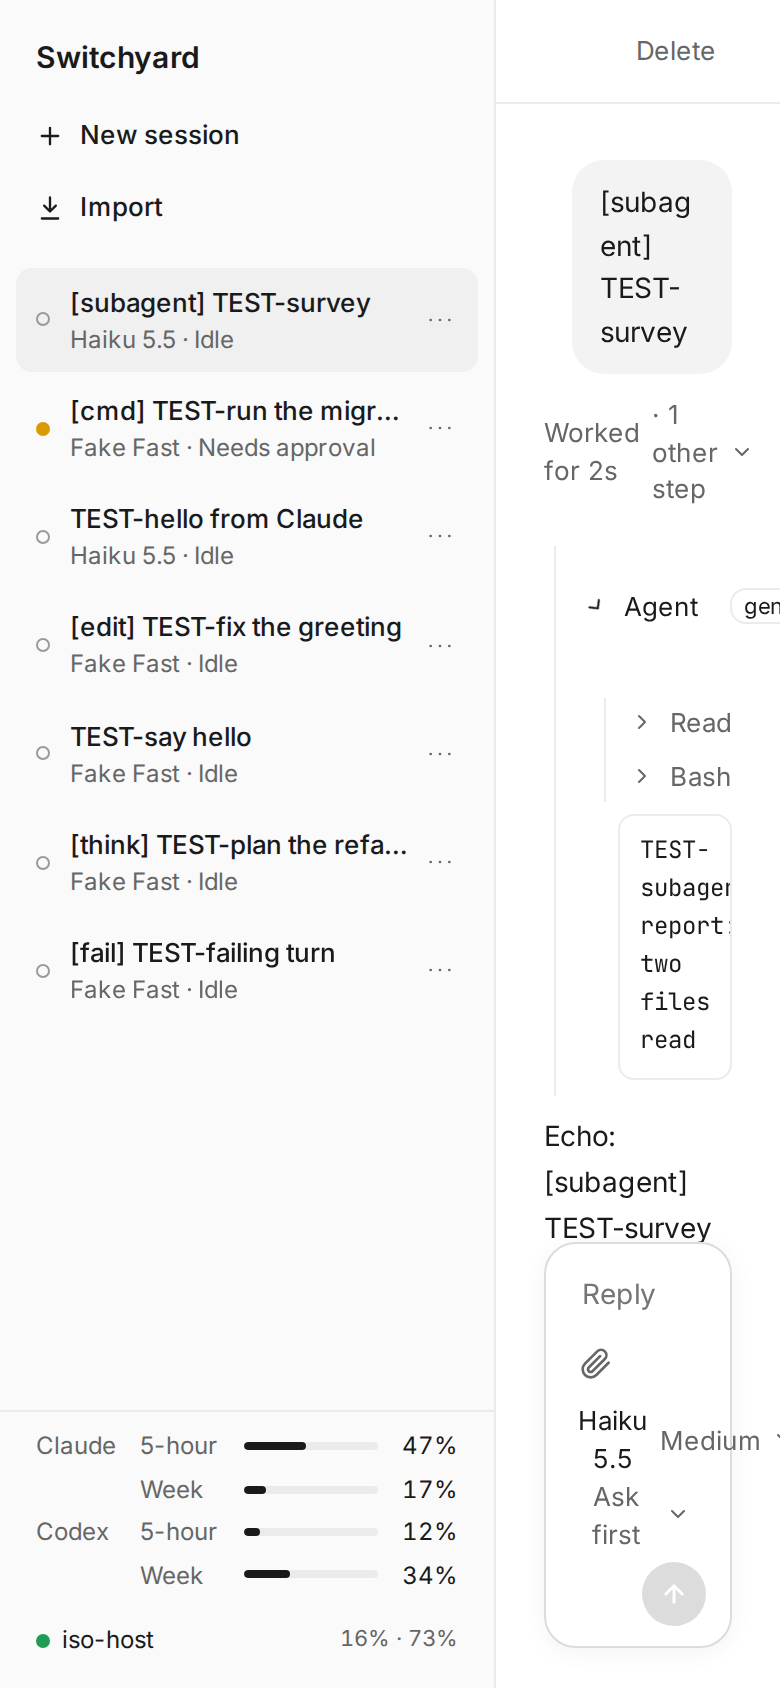 Switchyard
New session
Import
[subagent] TEST-survey
Haiku 5.5 · Idle
[cmd] TEST-run the migr...
Fake Fast · Needs approval
TEST-hello from Claude
Haiku 5.5 · Idle
[edit] TEST-fix the greeting
Fake Fast · Idle
TEST-say hello
Fake Fast · Idle
[think] TEST-plan the refa...
Fake Fast · Idle
[fail] TEST-failing turn
Fake Fast · Idle
Claude 5-hour 47%
Week 17%
Codex 5-hour 12%
Week 34%
iso-host 16% · 73%
Delete
[subag
ent]
TEST-
survey
Worked
for 2s
· 1
other
step
Agent
Read
Bash
TEST-
report:
two
files
read
Echo:
[subagent]
TEST-survey
Reply
Haiku
5.5
Medium
Ask
first